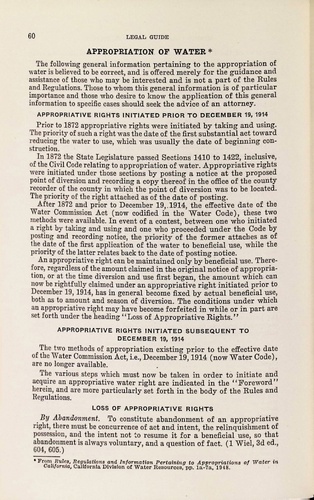 60 LEGAL GUIDE
APPROPRIATION OF WATER *
The following general information pertaining to the appropriation of
water is believed to be correct, and is offered merely for the guidance and
assistance of those who may be interested and is not a part of the Rules
and Regulations. Those to whom this general information is of particular
importance and those who desire to know the application of this general
information to specific cases should seek the advice of an attorney.
APPROPRIATIVE RIGHTS INITIATED PRIOR TO DECEMBER 19, 1914
Prior to 1872 appropriative rights were initiated by taking and using.
The priority of such a right was the date of the first substantial act toward
reducing the water to use, which was usually the date of beginning con-
struction.
In 1872 the State Legislature passed Sections 1410 to 1422, inclusive,
of the Civil Code relating to appropriation of water. Appropriative rights
were initiated under those sections by posting a notice at the proposed
point of diversion and recording a copy thereof in the office of the county
recorder of the county in which the point of diversion was to be located.
The priority of the right attached as of the date of posting.
After 1872 and prior to December 19, 1914, the effective date of the
Water Commission Act (now codified in the Water Code), these two
methods were available. In event of a contest, between one who initiated
a right by taking and using and one who proceeded under the Code by
posting and recording notice, the priority of the former attaches as of
the date of the first application of the water to beneficial use, while the
priority of the latter relates back to the date of posting notice.
An appropriative right can be maintained only by beneficial use. There-
fore, regardless of the amount claimed in the original notice of appropria-
tion, or at the time diversion and use first began, the amount which can
now be rightfully claimed under an appropriative right initiated prior to
December 19, 1914, has in general become fixed by actual beneficial use,
both as to amount and season of diversion. The conditions under which
an appropriative right may have become forfeited in while or in part are
set forth under the heading "Loss of Appropriative Rights."
APPROPRIATIVE RIGHTS INITIATED SUBSEQUENT TO
DECEMBER 19, 1914
The two methods of appropriation existing prior to the effective date
of the Water Commission Act, i.e., December 19, 1914 (now Water Code),
are no longer available.
The various steps which must now be taken in order to initiate and
acquire an appropriative water right are indicated in the "Foreword"
herein, and are more particularly set forth in the body of the Rules and
Regulations.
LOSS OF APPROPRIATIVE RIGHTS
By Abandonment. To constitute abandonment of an appropriative
right, there must be concurrence of act and intent, the relinquishment of
possession, and the intent not to resume it for a beneficial use, so that
abandonment is always voluntary, and a question of fact. (1 Wiel, 3d ed.,
604, 605.)
* From Rules, Regulations and Information Pertaining to Appropriations of Water in
California, California Division of Water Resources, pp. 1a-7a, 1948.